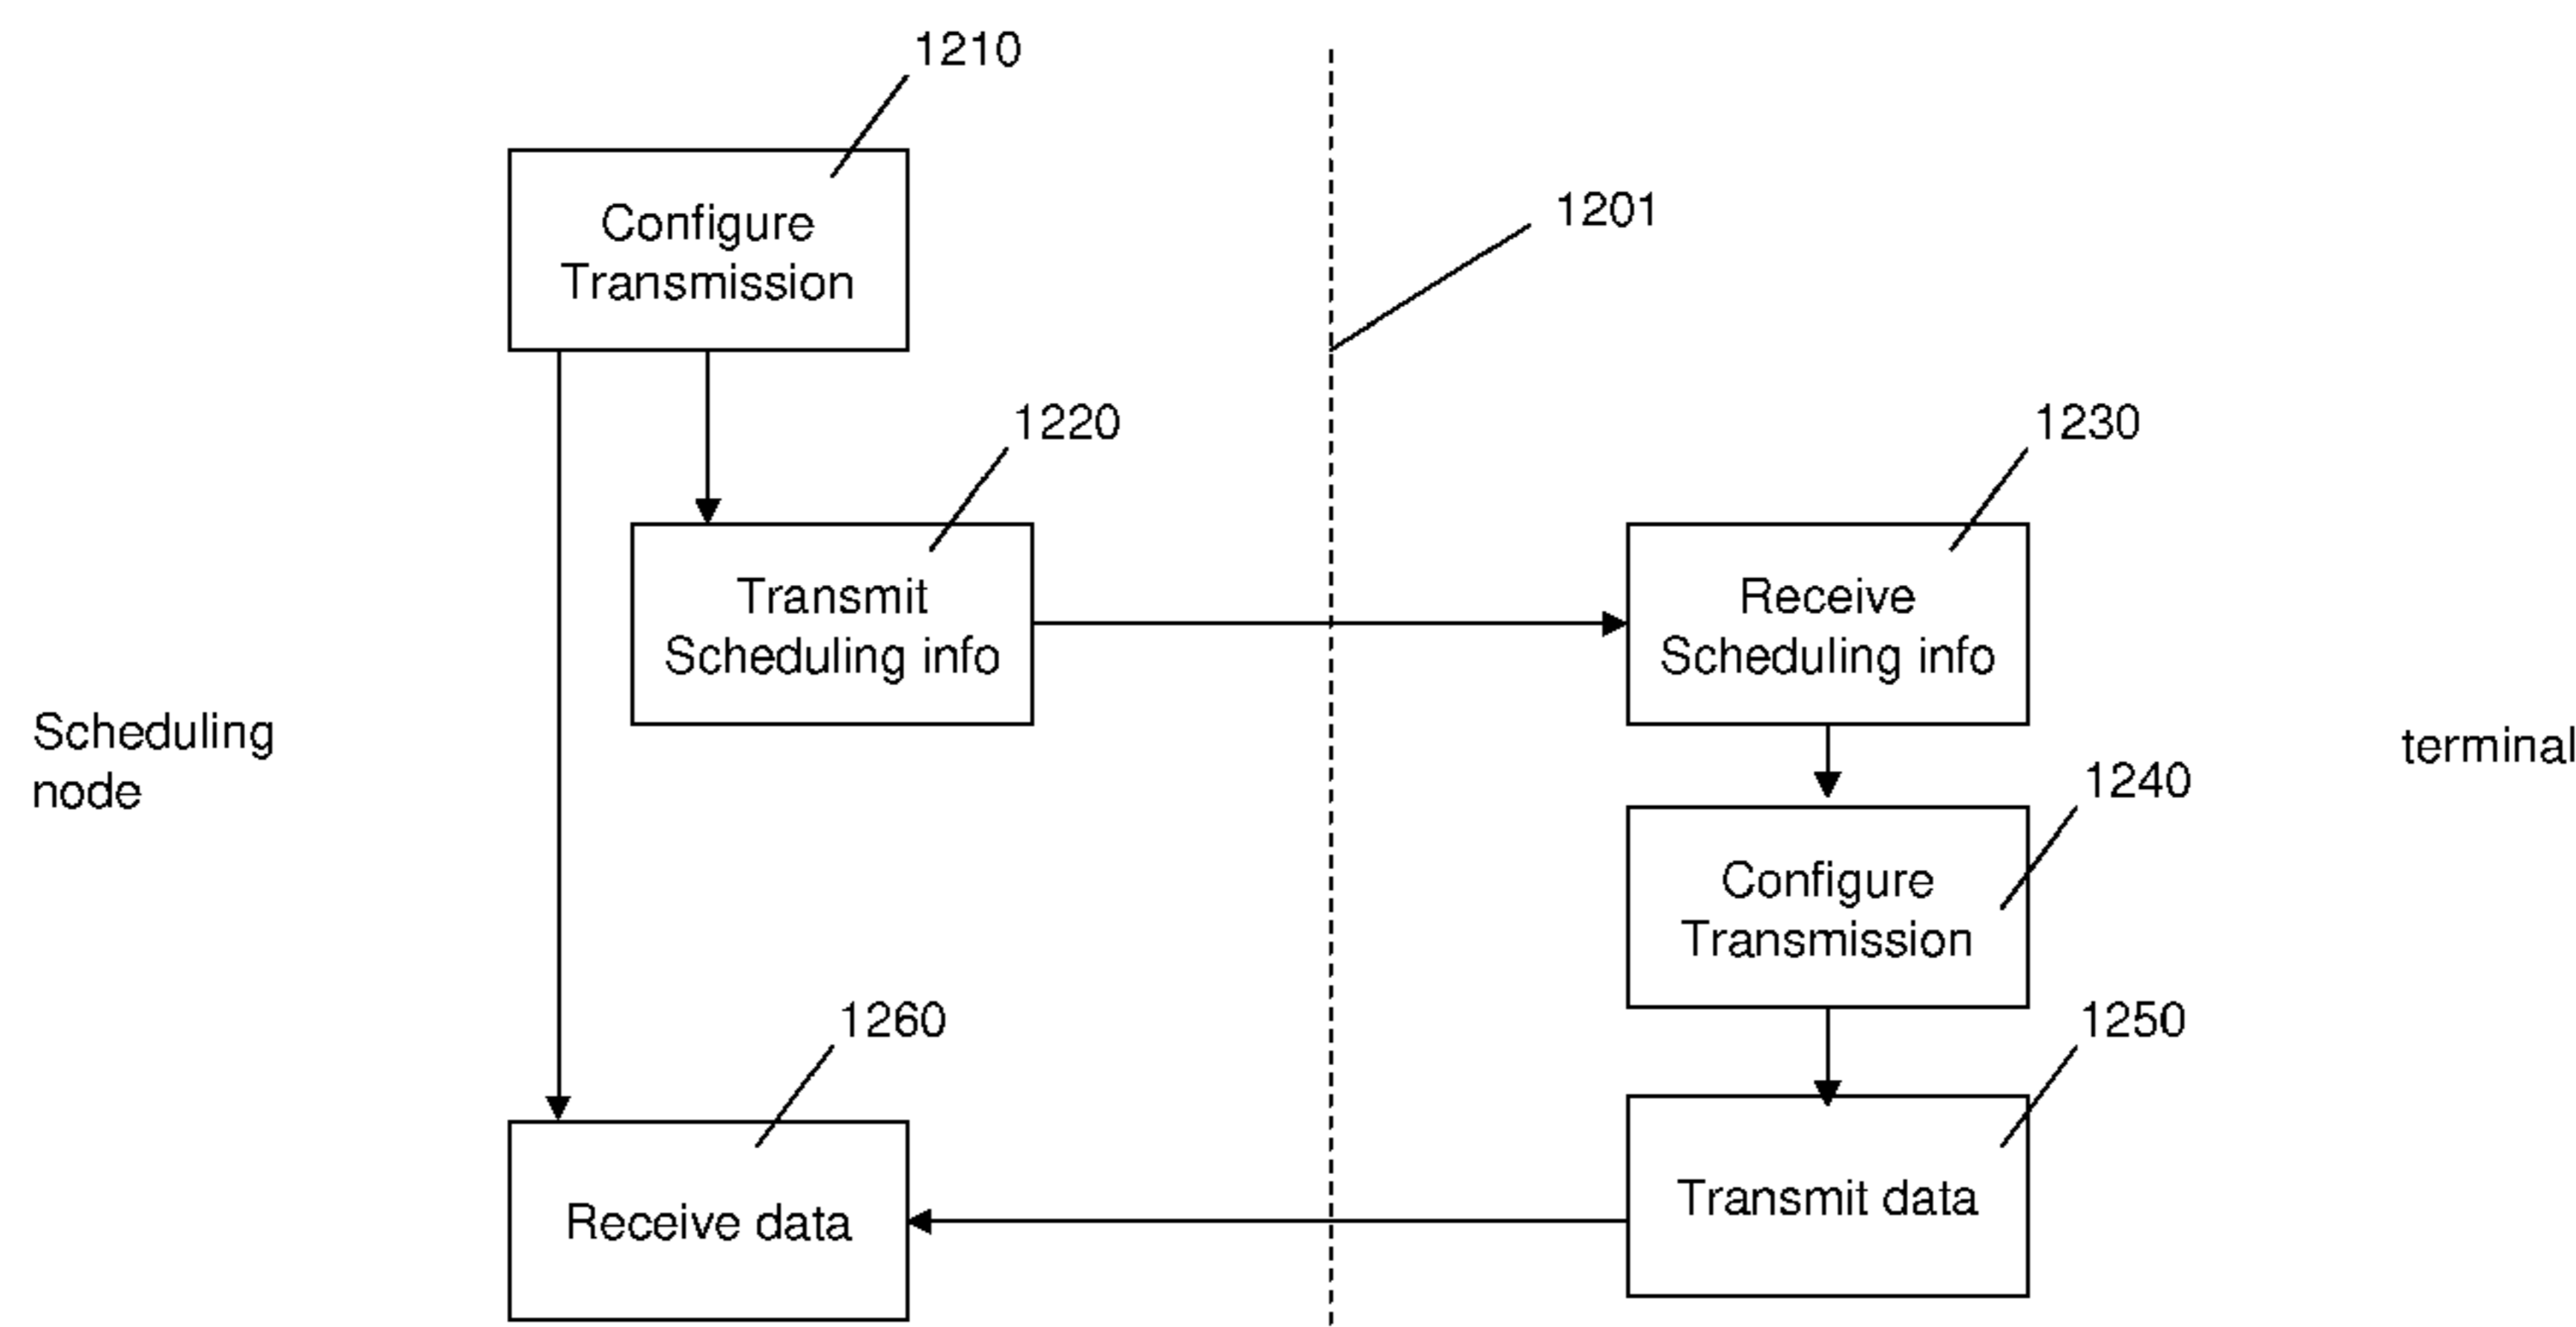 1210
Configure
Transmission
1201
1220
1230
Transmit
Scheduling info
Receive
Scheduling info
Scheduling
node
terminal
1240
Configure
Transmission
1260
1250
Receive data
Transmit data